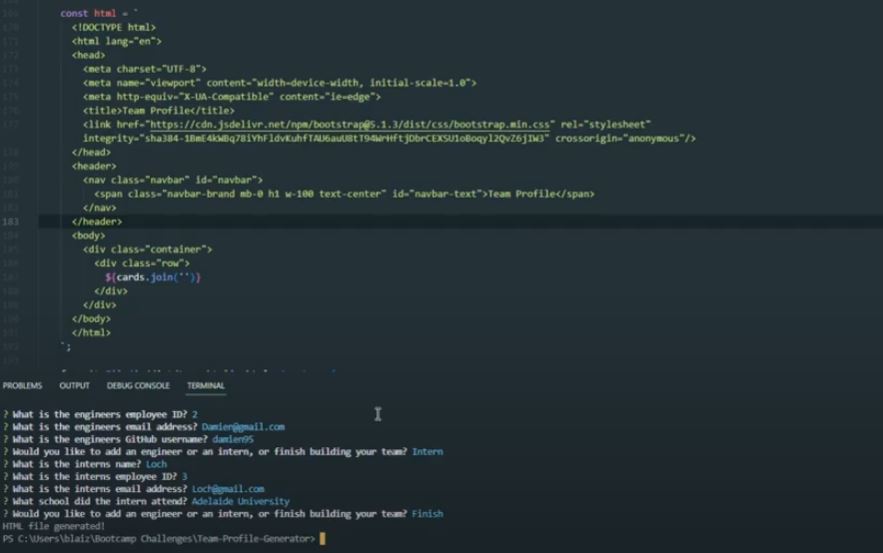 const html = `
<!DOCTYPE html>
<html lang="en">
<head>
<meta charset="UTF-8">
<meta name="viewport" content="width=device-width, initial-scale=1.0">
<meta http-equiv="X-UA-Compatible" content="ie=edge">
<title>Team Profile</title>
<link href="https://cdn.jsdelivr.net/npm/bootstrap@5.1.3/dist/css/bootstrap.min.css" rel="stylesheet"
integrity="sha384-1BmE4kWBq78iYhFldvKuhfTAU6auU8tT94WrHftjDbrCEXSU1oBoqyl2QvZ6jIW3" crossorigin="anonymous"/>
</head>
<header>
<nav class="navbar" id="navbar">
<span class="navbar-brand mb-0 h1 w-100 text-center" id="navbar-text">Team Profile</span>
</nav>
183 </header>
<body>
<div class="container">
<div class="row">
${cards.join('')}
</div>
</div>
</body>
</html>
`;
PROBLEMS OUTPUT DEBUG CONSOLE TERMINAL
? What is the engineers employee ID? 2
? What is the engineers email address? Damien@gmail.com
? What is the engineers GitHub username? damien95
? Would you like to add an engineer or an intern, or finish building your team? Intern
? What is the interns name? Loch
? What is the interns employee ID? 3
? What is the interns email address? Loch@gmail.com
? What school did the intern attend? Adelaide University
? Would you like to add an engineer or an intern, or finish building your team? Finish
HTML file generated!
PS C:\Users\blaiz\Bootcamp Challenges\Team-Profile-Generator>